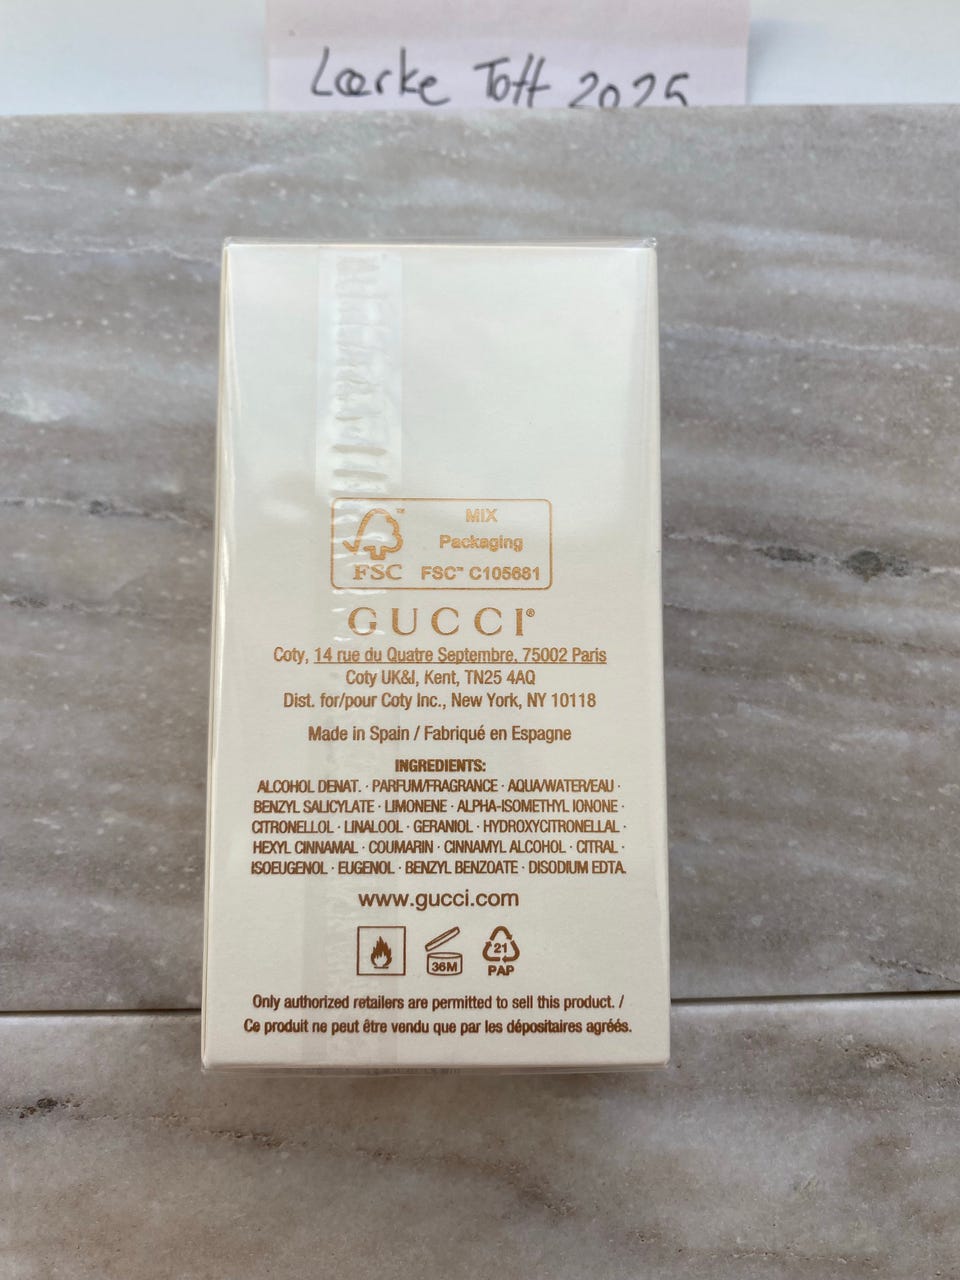 Lærke Toft 2025
MIX
Packaging
FSC™ C105681
FSC
GUCCI®
Coty, 14 rue du Quatre Septembre, 75002 Paris
Coty UK&I, Kent, TN25 4AQ
Dist. for/pour Coty Inc., New York, NY 10118
Made in Spain / Fabriqué en Espagne
INGREDIENTS:
ALCOHOL DENAT. · PARFUM/FRAGRANCE · AQUA/WATER/EAU ·
BENZYL SALICYLATE · LIMONENE · ALPHA-ISOMETHYL IONONE ·
CITRONELLOL · LINALOOL · GERANIOL · HYDROXYCITRONELLAL ·
HEXYL CINNAMAL · COUMARIN · CINNAMYL ALCOHOL · CITRAL ·
ISOEUGENOL · EUGENOL · BENZYL BENZOATE · DISODIUM EDTA.
www.gucci.com
36M
21
PAP
Only authorized retailers are permitted to sell this product. /
Ce produit ne peut être vendu que par les dépositaires agréés.